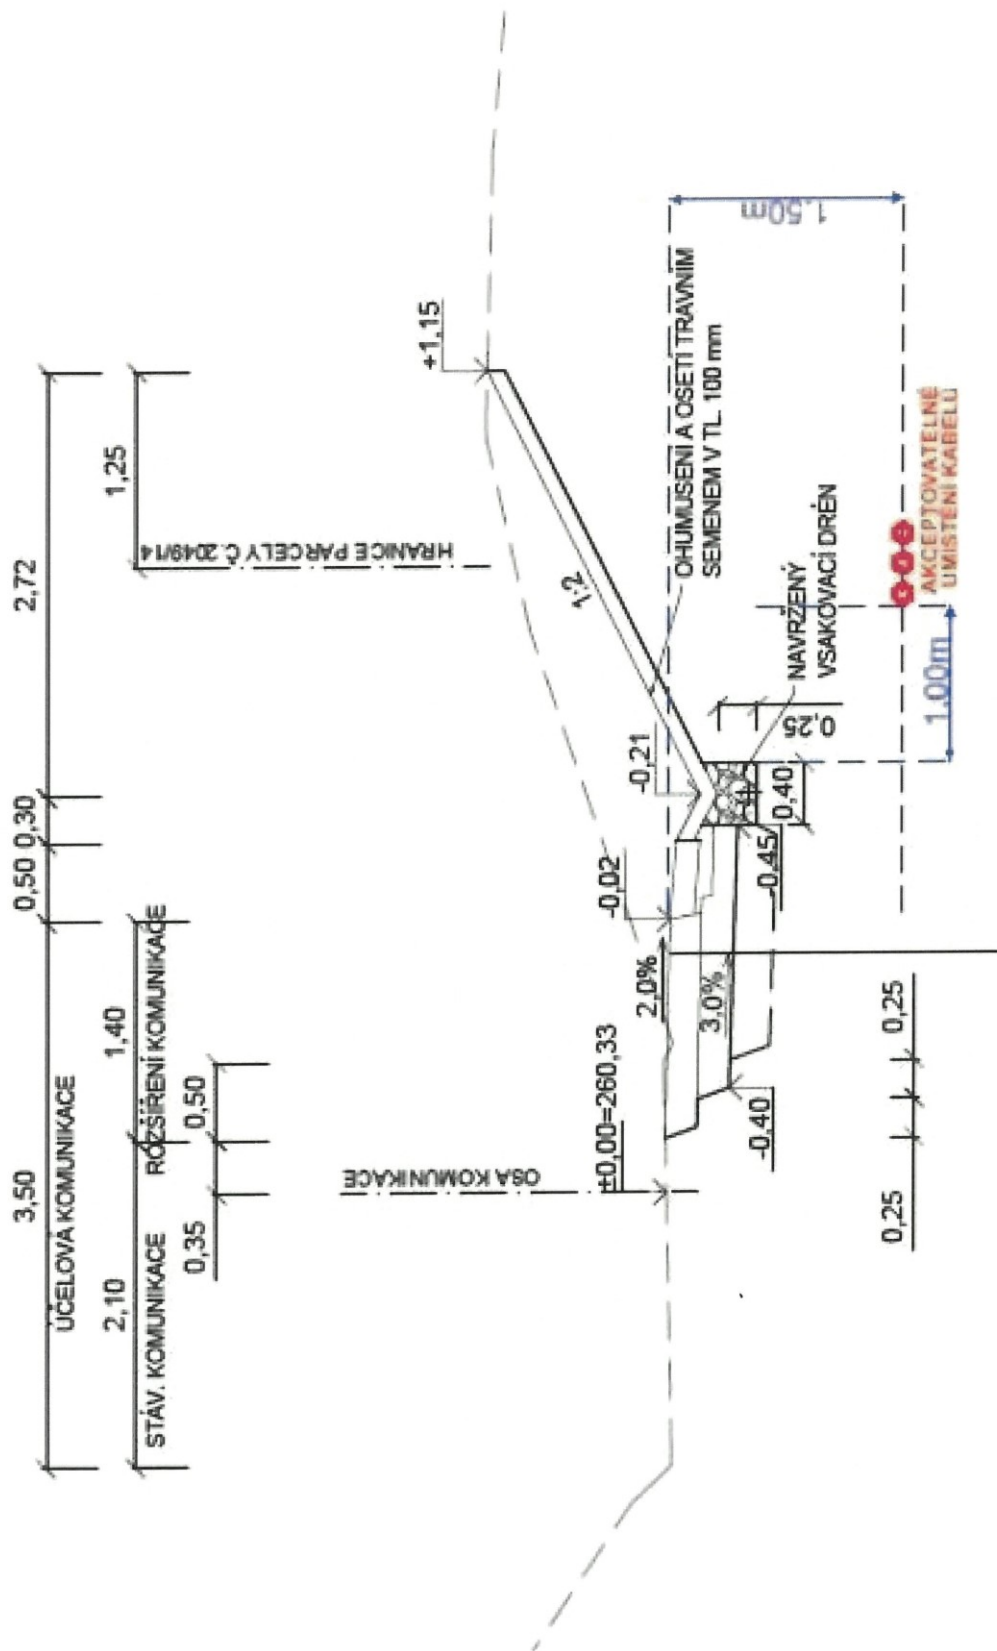 3,50
0,50
0,30
2,72
ÚČELOVÁ KOMUNIKACE
2,10
1,40
1,25
STÁV. KOMUNIKACE
ROZŠÍŘENÍ KOMUNIKACE
0,35
0,50
OSA KOMUNIKACE
HRANICE PARCELY Č.2049/14
+1,15
±0,00=260,33
-0,02
-0,21
1:2
2,0%
3,0%
OHUMUSENÍ A OSETÍ TRAVNÍM
SEMENEM V TL. 100 mm
-0,40
-0,45
0,40
0,25
NAVRŽENÝ
VSAKOVACÍ DRÉN
1,50m
0,25
0,25
1,00m
AKCEPTOVATELNÉ
UMÍSTĚNÍ KABELŮ